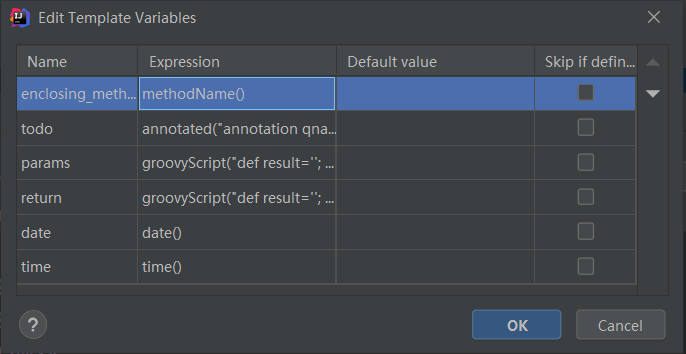 Edit Template Variables
Name Expression Default value Skip if defin...
enclosing_meth... methodName()
todo annotated("annotation qna...
params groovyScript("def result=''; ...
return groovyScript("def result=''; ...
date date()
time time()
? OK Cancel